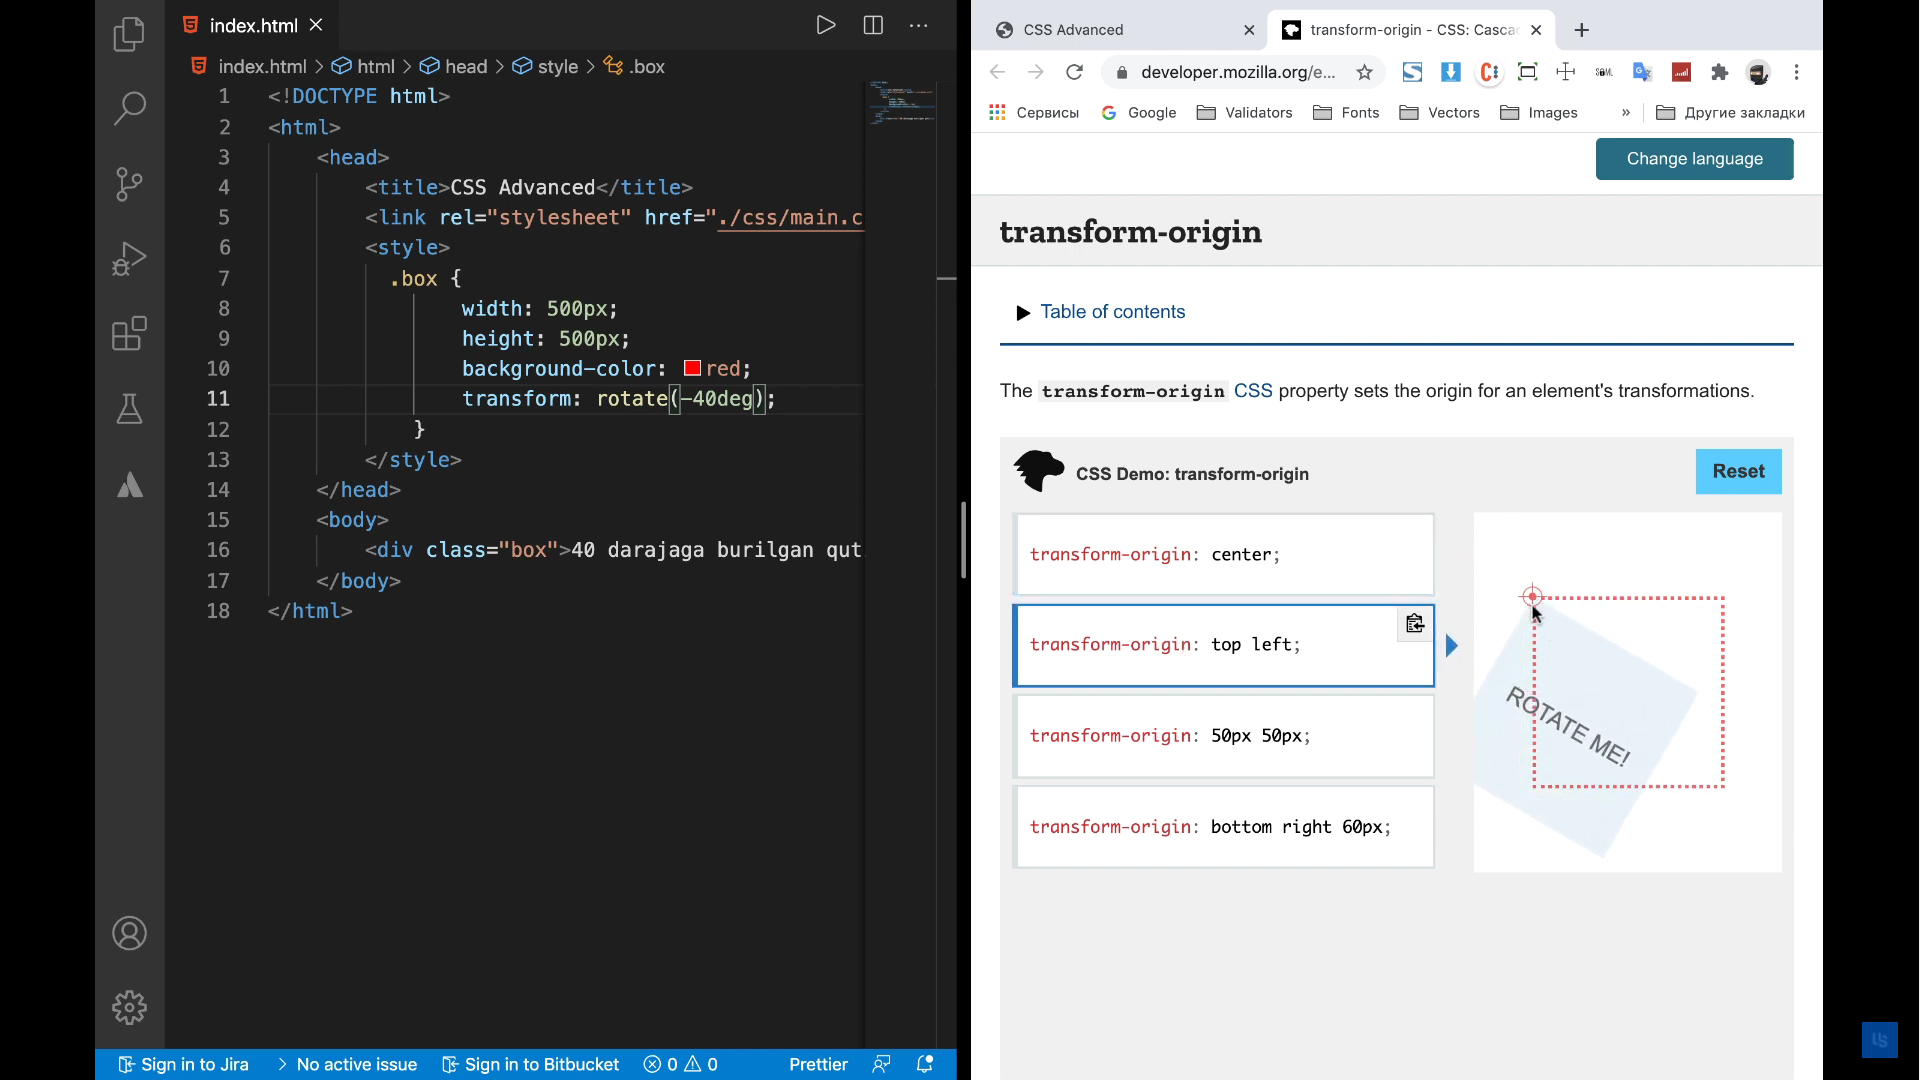 index.html
index.html > html > head > style > .box
1 <!DOCTYPE html>
2 <html>
3 <head>
4 <title>CSS Advanced</title>
5 <link rel="stylesheet" href="./css/main.c
6 <style>
7 .box {
8 width: 500px;
9 height: 500px;
10 background-color: red;
11 transform: rotate(-40deg);
12 }
13 </style>
14 </head>
15 <body>
16 <div class="box">40 darajaga burilgan qut
17 </body>
18 </html>
Sign in to Jira > No active issue Sign in to Bitbucket 0 0 Prettier
CSS Advanced transform-origin - CSS: Casca
developer.mozilla.org/e...
Сервисы Google Validators Fonts Vectors Images » Другие закладки
Change language
transform-origin
Table of contents
The transform-origin CSS property sets the origin for an element's transformations.
CSS Demo: transform-origin
Reset
transform-origin: center;
transform-origin: top left;
transform-origin: 50px 50px;
transform-origin: bottom right 60px;
ROTATE ME!